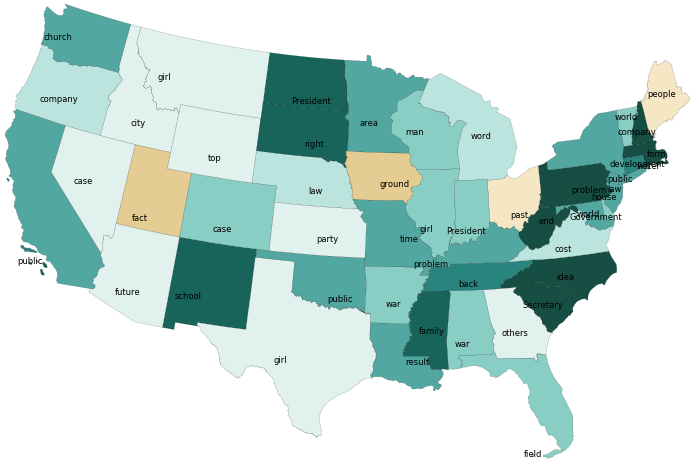 church
girl
people
company
President
world
city
area
man
company
word
right
form
top
development
water
case
public
law
ground
problem
law
house
fact
past
world
Government
case
end
girl
President
party
time
cost
public
problem
idea
future
school
back
public
war
Secretary
family
others
war
result
girl
field